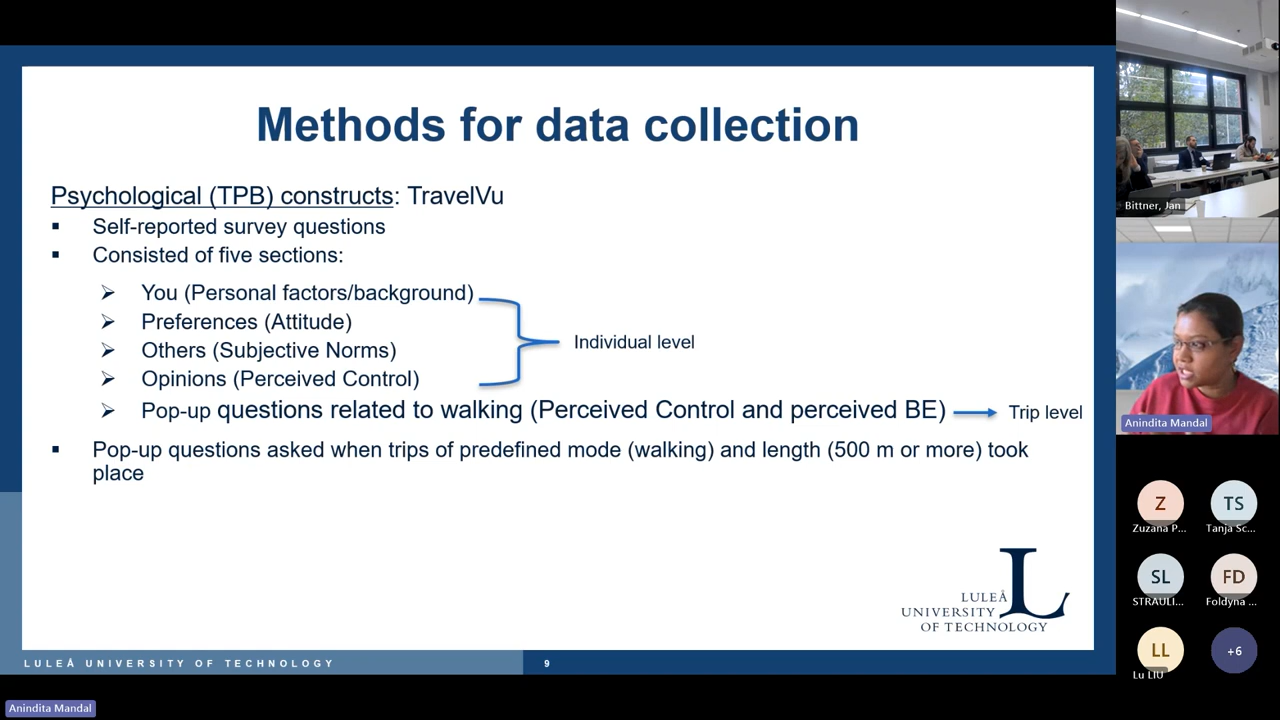 Methods for data collection
Psychological (TPB) constructs: TravelVu
▪ Self-reported survey questions
▪ Consisted of five sections:
➢ You (Personal factors/background)
➢ Preferences (Attitude)
➢ Others (Subjective Norms)
➢ Opinions (Perceived Control)
Individual level
➢ Pop-up questions related to walking (Perceived Control and perceived BE)
Trip level
▪ Pop-up questions asked when trips of predefined mode (walking) and length (500 m or more) took
place
LULEÅ
UNIVERSITY
OF TECHNOLOGY
L
LULEÅ UNIVERSITY OF TECHNOLOGY
9
Anindita Mandal
Bittner, Jan
Anindita Mandal
Z
Zuzana P...
TS
Tanja Sc...
SL
STRAULI...
FD
Foldyna ...
LL
Lu LIU
+6